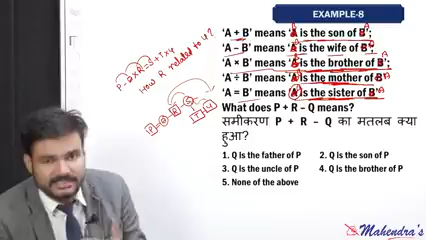 EXAMPLE-8
'A + B' means 'A is the son of B';
'A – B' means 'A is the wife of B';
'A × B' means 'A is the brother of B';
'A ÷ B' means 'A is the mother of B'
'A = B' means 'A is the sister of B'
What does P + R – Q means?
समीकरण P + R – Q का मतलब क्या
हुआ?
1. Q is the father of P 2. Q is the son of P
3. Q is the uncle of P 4. Q is the brother of P
5. None of the above
How R related to U?
Mahendra's